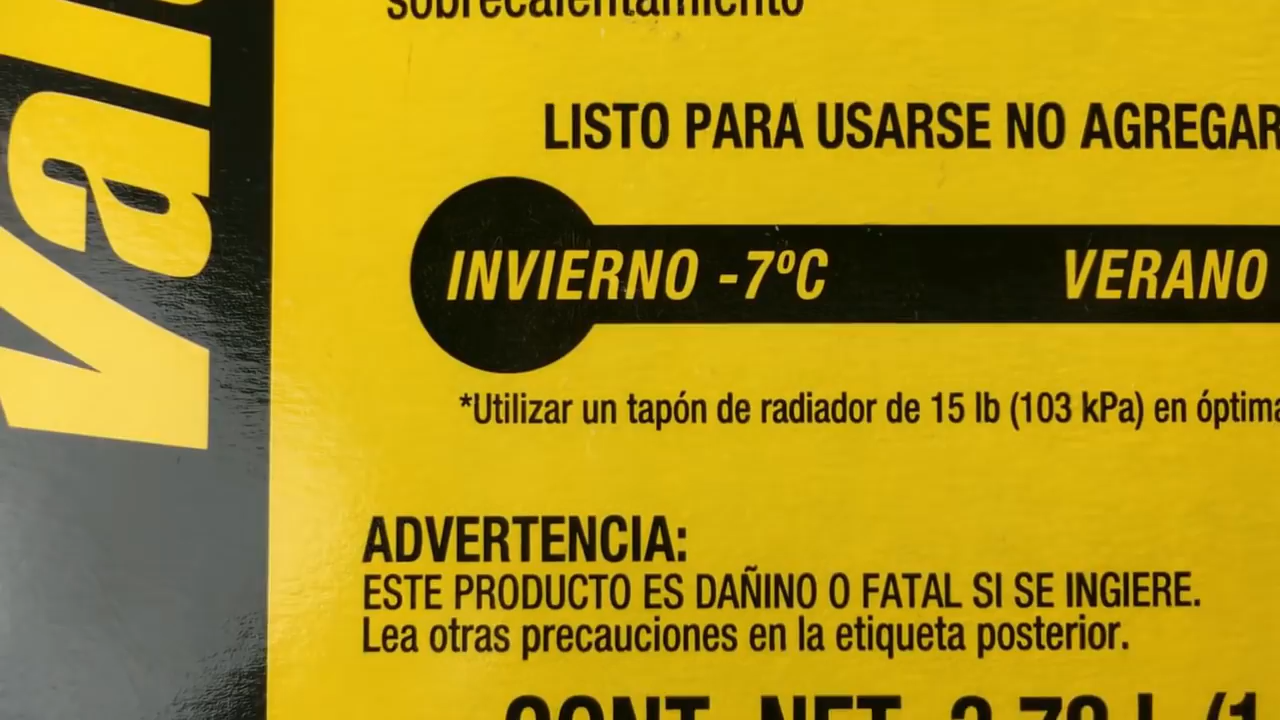 sobrecalentamiento
LISTO PARA USARSE NO AGREGAR
INVIERNO -7ºC
VERANO
*Utilizar un tapón de radiador de 15 lb (103 kPa) en óptima
ADVERTENCIA:
ESTE PRODUCTO ES DAÑINO O FATAL SI SE INGIERE.
Lea otras precauciones en la etiqueta posterior.
CONT. NET. 3.78 L (1